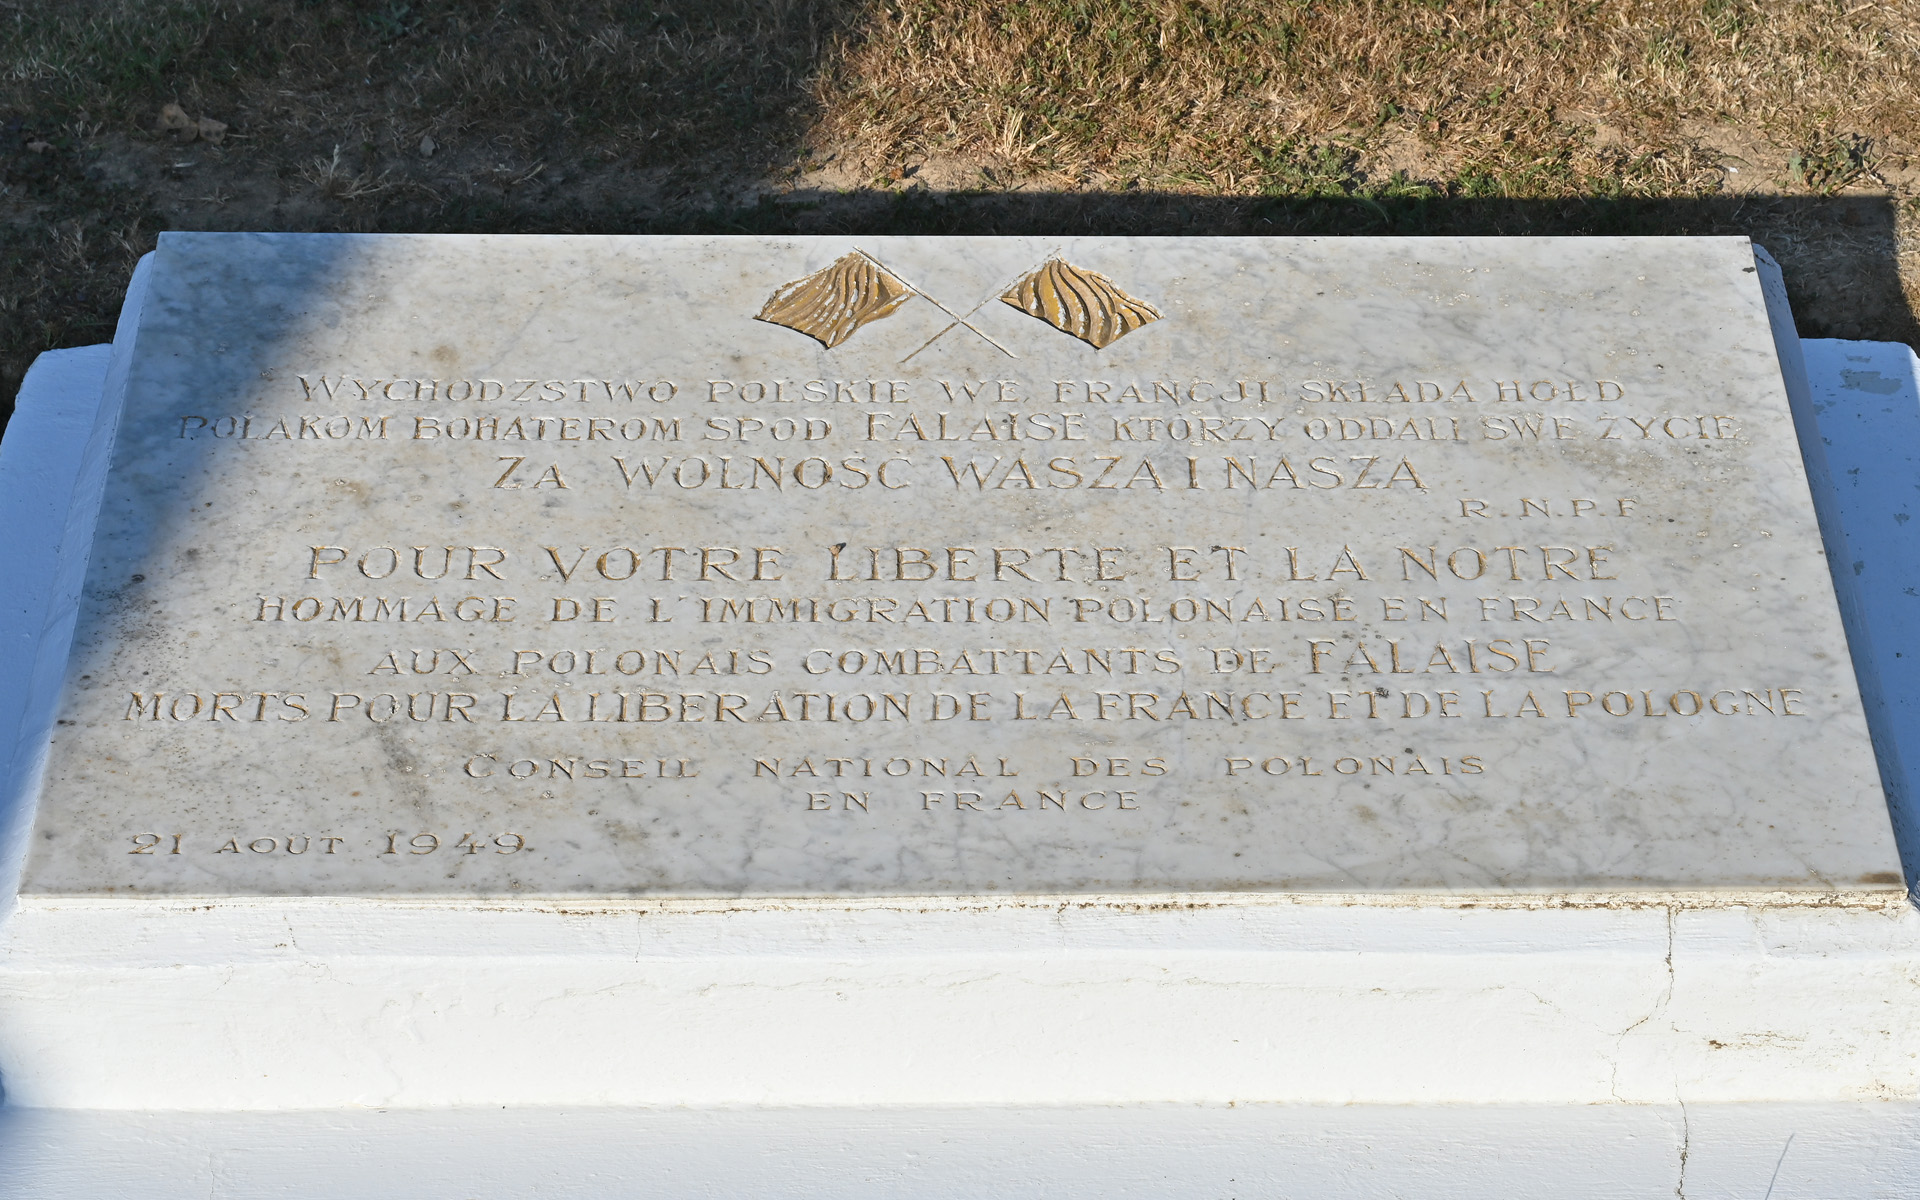 WYCHODZSTWO POLSKIE WE FRANCJI SKŁADA HOŁD
POLAKOM BOHATEROM SPOD FALAISE KTÓRZY ODDALI SWE ŻYCIE
ZA WOLNOŚĆ WASZĄ I NASZĄ
R.N.P.F.
POUR VOTRE LIBERTE ET LA NOTRE
HOMMAGE DE L'IMMIGRATION POLONAISE EN FRANCE
AUX POLONAIS COMBATTANTS DE FALAISE
MORTS POUR LA LIBERATION DE LA FRANCE ET DE LA POLOGNE
CONSEIL NATIONAL DES POLONAIS
EN FRANCE
21 AOUT 1949